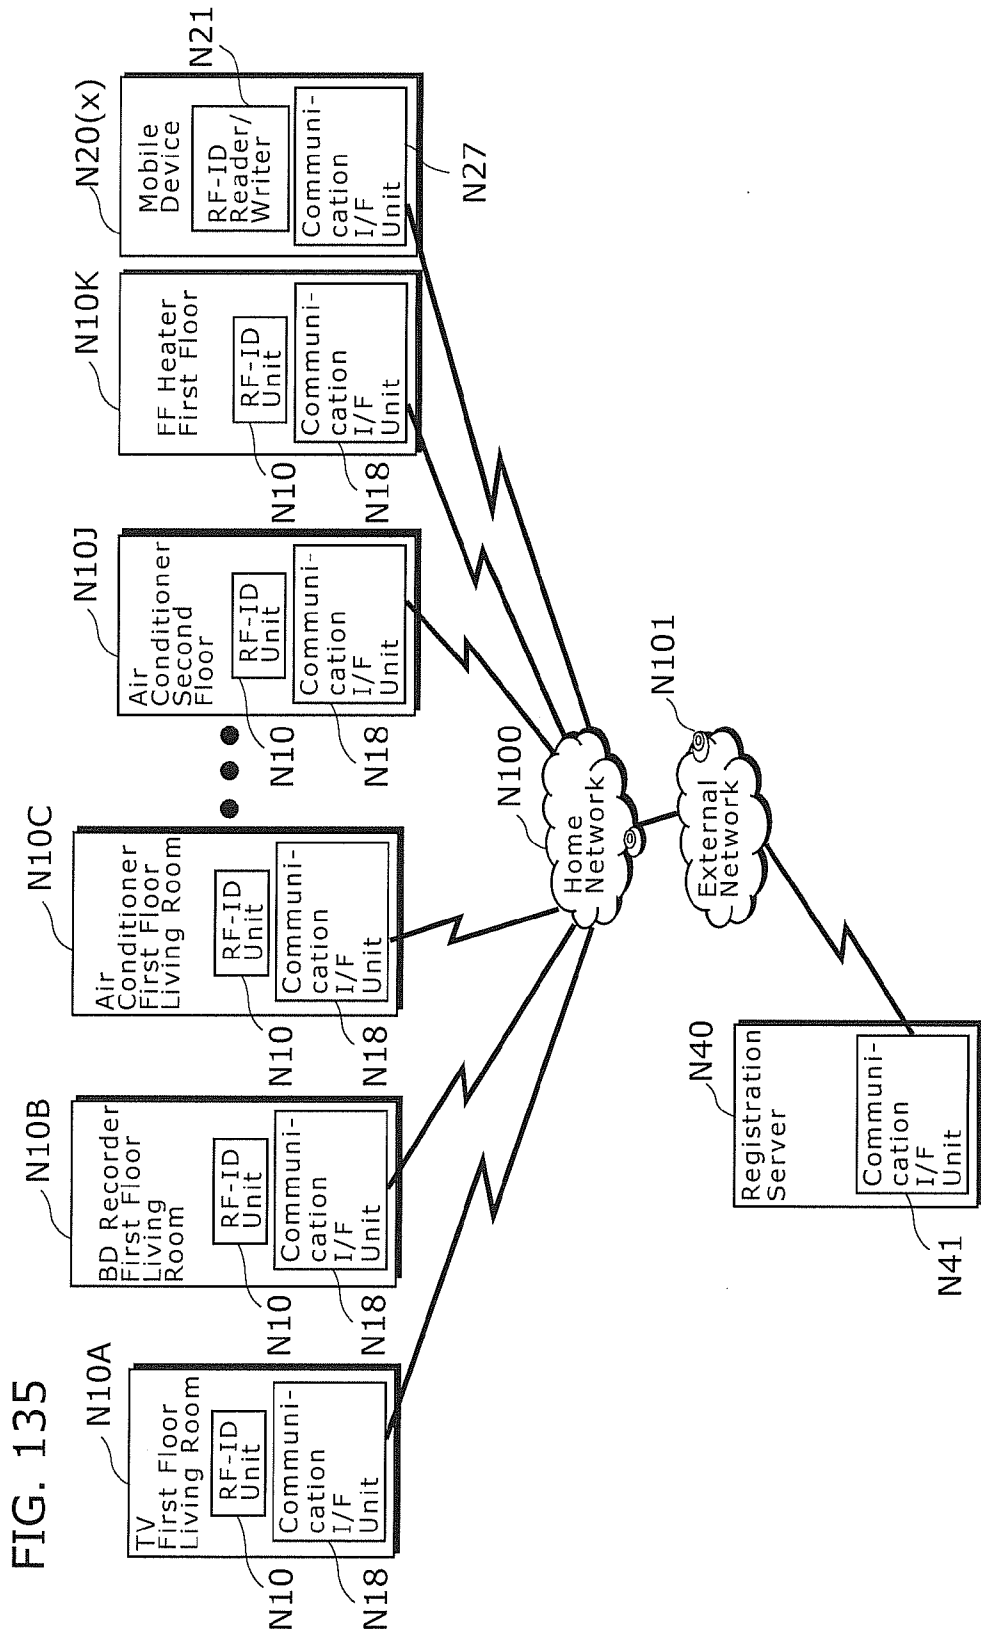 FIG. 135
N10A
TV
First Floor
Living Room
RF-ID
Unit
Communi-
cation
I/F
Unit
N10
N18
N10B
BD Recorder
First Floor
Living
Room
RF-ID
Unit
Communi-
cation
I/F
Unit
N10
N18
N10C
Air
Conditioner
First Floor
Living Room
RF-ID
Unit
Communi-
cation
I/F
Unit
N10
N18
N10J
Air
Conditioner
Second
Floor
RF-ID
Unit
Communi-
cation
I/F
Unit
N10
N18
N10K
FF Heater
First Floor
RF-ID
Unit
Communi-
cation
I/F
Unit
N10
N18
N20(x)
Mobile
Device
N21
RF-ID
Reader/
Writer
Communi-
cation
I/F
Unit
N27
N100
Home
Network
N101
External
Network
N40
Registration
Server
Communi-
cation
I/F
Unit
N41